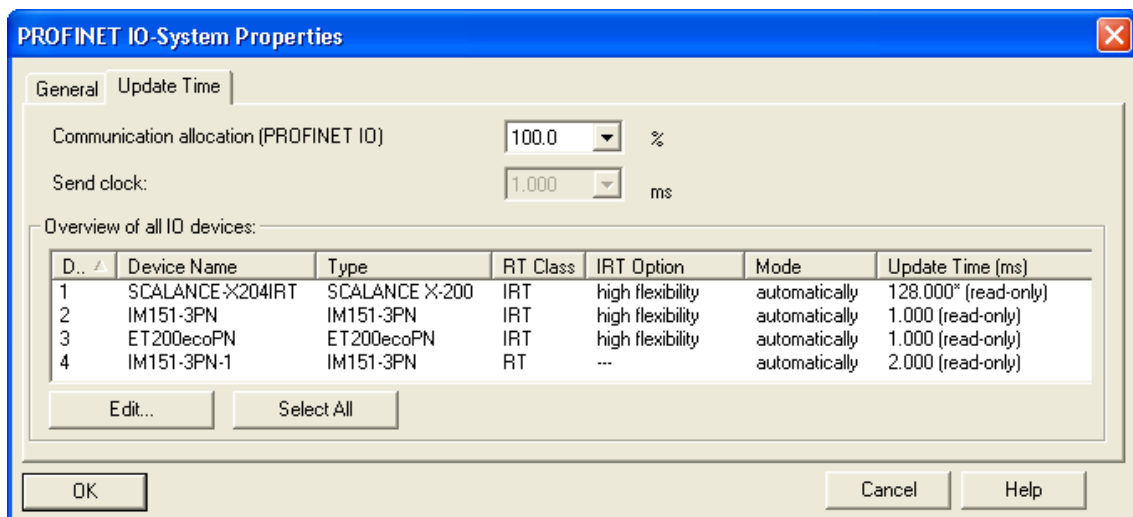 PROFINET IO-System Properties
General Update Time
Communication allocation (PROFINET IO) 100.0 %
Send clock: 1.000 ms
Overview of all IO devices:
D.. Device Name Type RT Class IRT Option Mode Update Time (ms)
1 SCALANCE-X204IRT SCALANCE X-200 IRT high flexibility automatically 128.000* (read-only)
2 IM151-3PN IM151-3PN IRT high flexibility automatically 1.000 (read-only)
3 ET200ecoPN ET200ecoPN IRT high flexibility automatically 1.000 (read-only)
4 IM151-3PN-1 IM151-3PN RT --- automatically 2.000 (read-only)
Edit... Select All
OK Cancel Help